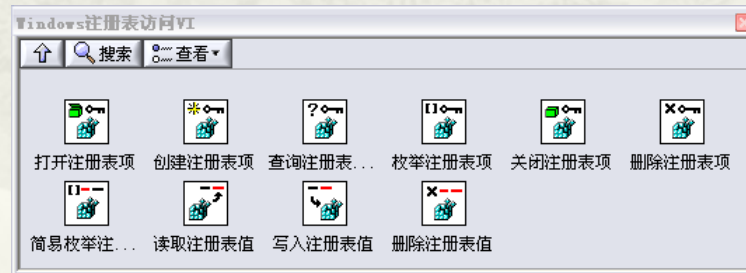 Windows注册表访问VI
搜索 查看
打开注册表项 创建注册表项 查询注册表... 枚举注册表项 关闭注册表项 删除注册表项
简易枚举注... 读取注册表值 写入注册表值 删除注册表值